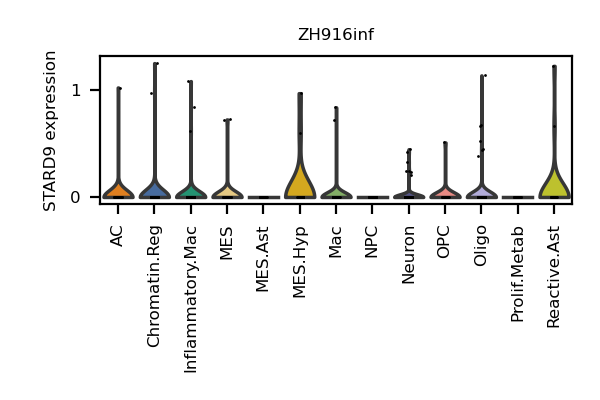 ZH916inf
STARD9 expression
1
0
AC
Chromatin.Reg
Inflammatory.Mac
MES
MES.Ast
MES.Hyp
Mac
NPC
Neuron
OPC
Oligo
Prolif.Metab
Reactive.Ast